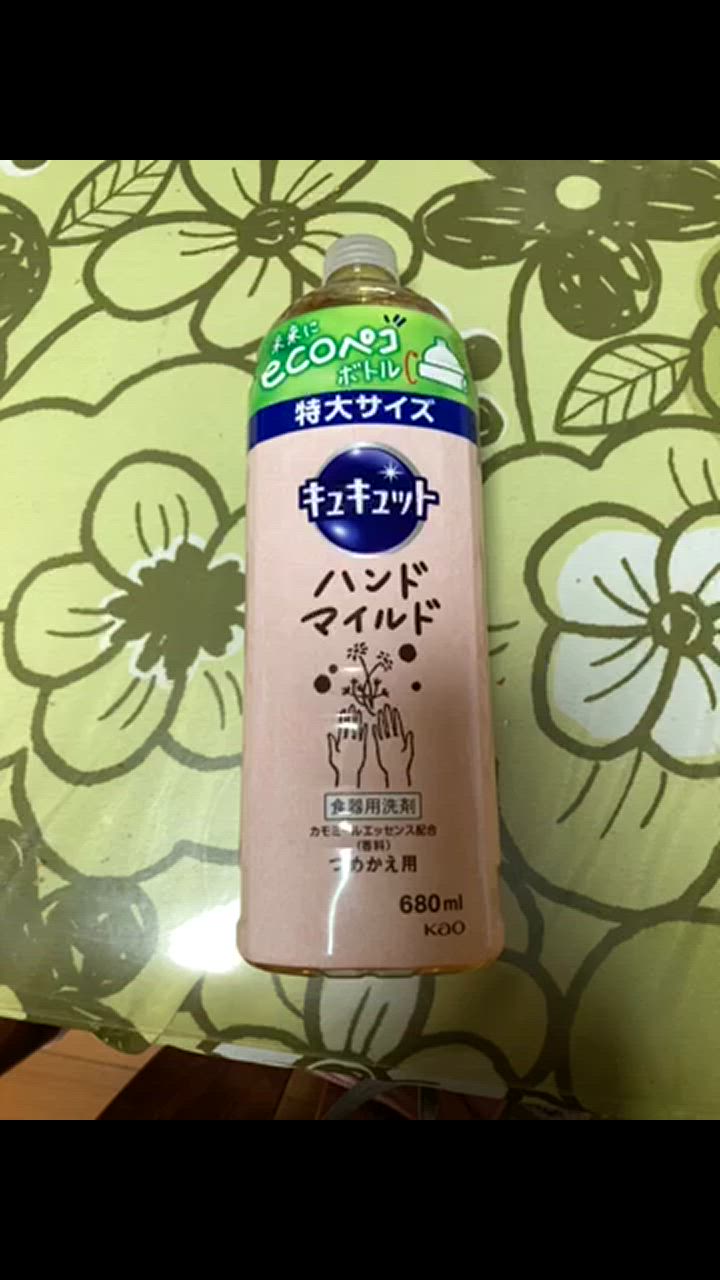 未来に
ecoペコ
ボトル
特大サイズ
キュキュット
ハンド
マイルド
食器用洗剤
カモミールエッセンス配合
(香料)
つめかえ用
680ml
Kao